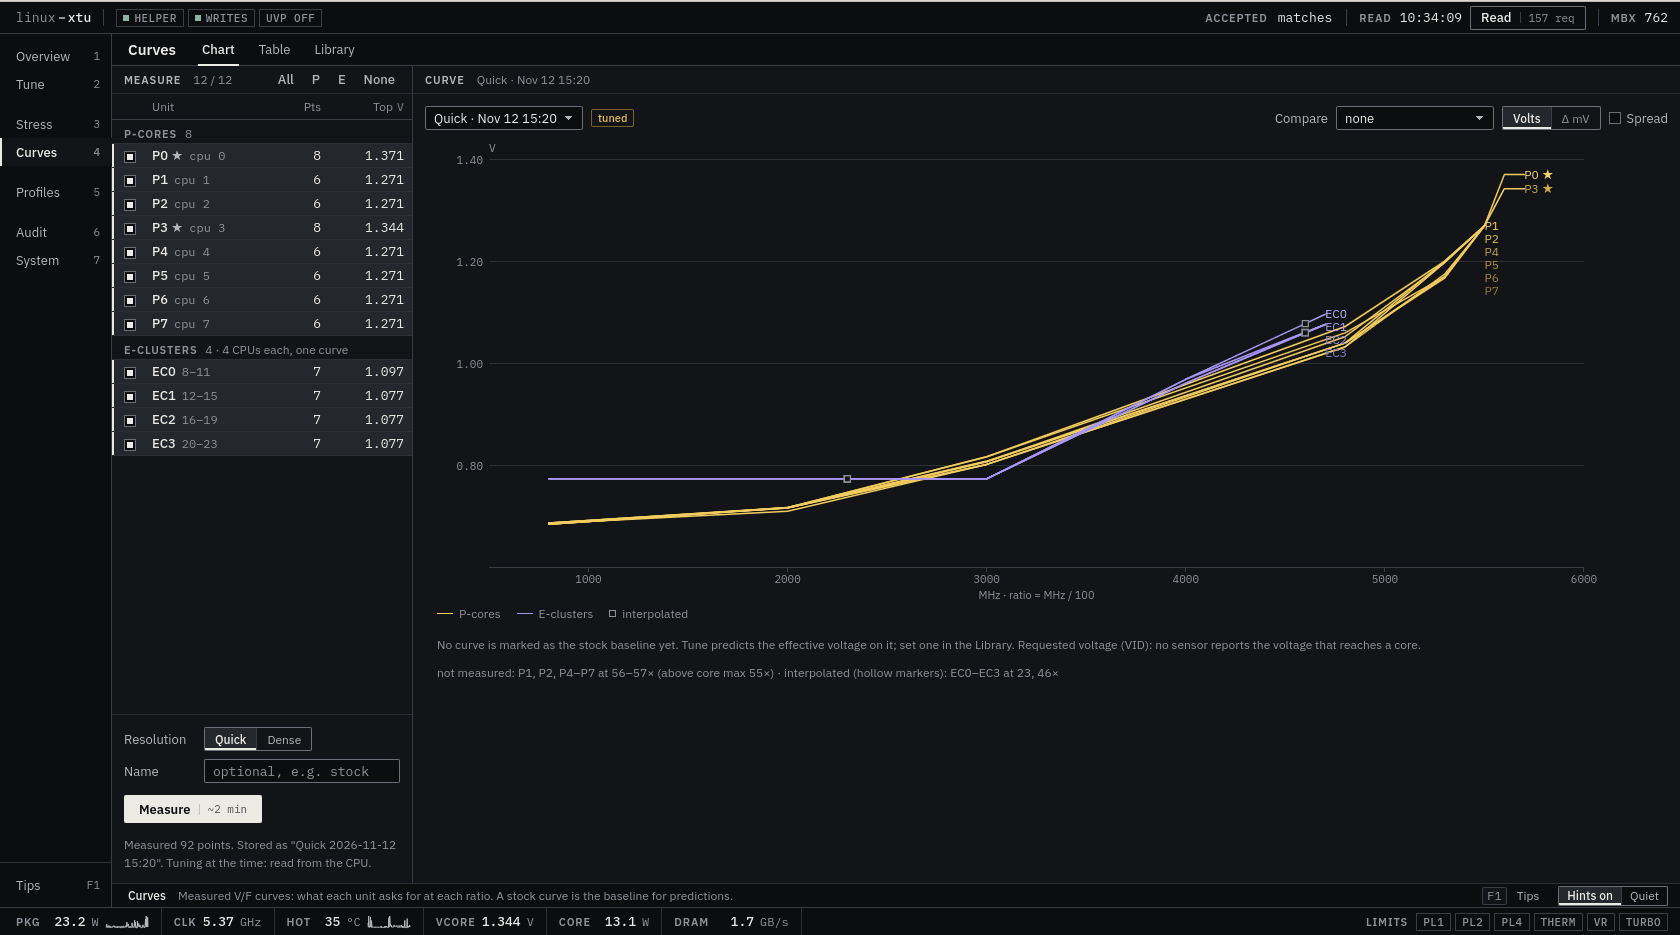 linux-xtu HELPER WRITES UVP OFF ACCEPTED matches READ 10:34:09 Read 157 req MBX 762
Overview 1
Tune 2
Stress 3
Curves 4
Profiles 5
Audit 6
System 7
Tips F1
Curves Chart Table Library
MEASURE 12 / 12 All P E None
Unit Pts Top V
P-CORES 8
P0 ★ cpu 0 8 1.371
P1 cpu 1 6 1.271
P2 cpu 2 6 1.271
P3 ★ cpu 3 8 1.344
P4 cpu 4 6 1.271
P5 cpu 5 6 1.271
P6 cpu 6 6 1.271
P7 cpu 7 6 1.271
E-CLUSTERS 4 · 4 CPUs each, one curve
EC0 8–11 7 1.097
EC1 12–15 7 1.077
EC2 16–19 7 1.077
EC3 20–23 7 1.077
Resolution Quick Dense
Name optional, e.g. stock
Measure ~2 min
Measured 92 points. Stored as "Quick 2026-11-12
15:20". Tuning at the time: read from the CPU.
CURVE Quick · Nov 12 15:20
Quick · Nov 12 15:20 tuned Compare none Volts Δ mV Spread
V
1.40
1.20
1.00
0.80
P0 ★
P3 ★
P1
P2
P4
P5
P6
P7
EC0
EC1
EC2
EC3
1000 2000 3000 4000 5000 6000
MHz · ratio = MHz / 100
P-cores E-clusters interpolated
No curve is marked as the stock baseline yet. Tune predicts the effective voltage on it; set one in the Library. Requested voltage (VID): no sensor reports the voltage that reaches a core.
not measured: P1, P2, P4–P7 at 56–57× (above core max 55×) · interpolated (hollow markers): EC0–EC3 at 23, 46×
Curves Measured V/F curves: what each unit asks for at each ratio. A stock curve is the baseline for predictions. F1 Tips Hints on Quiet
PKG 23.2 W CLK 5.37 GHz HOT 35 °C VCORE 1.344 V CORE 13.1 W DRAM 1.7 GB/s LIMITS PL1 PL2 PL4 THERM VR TURBO